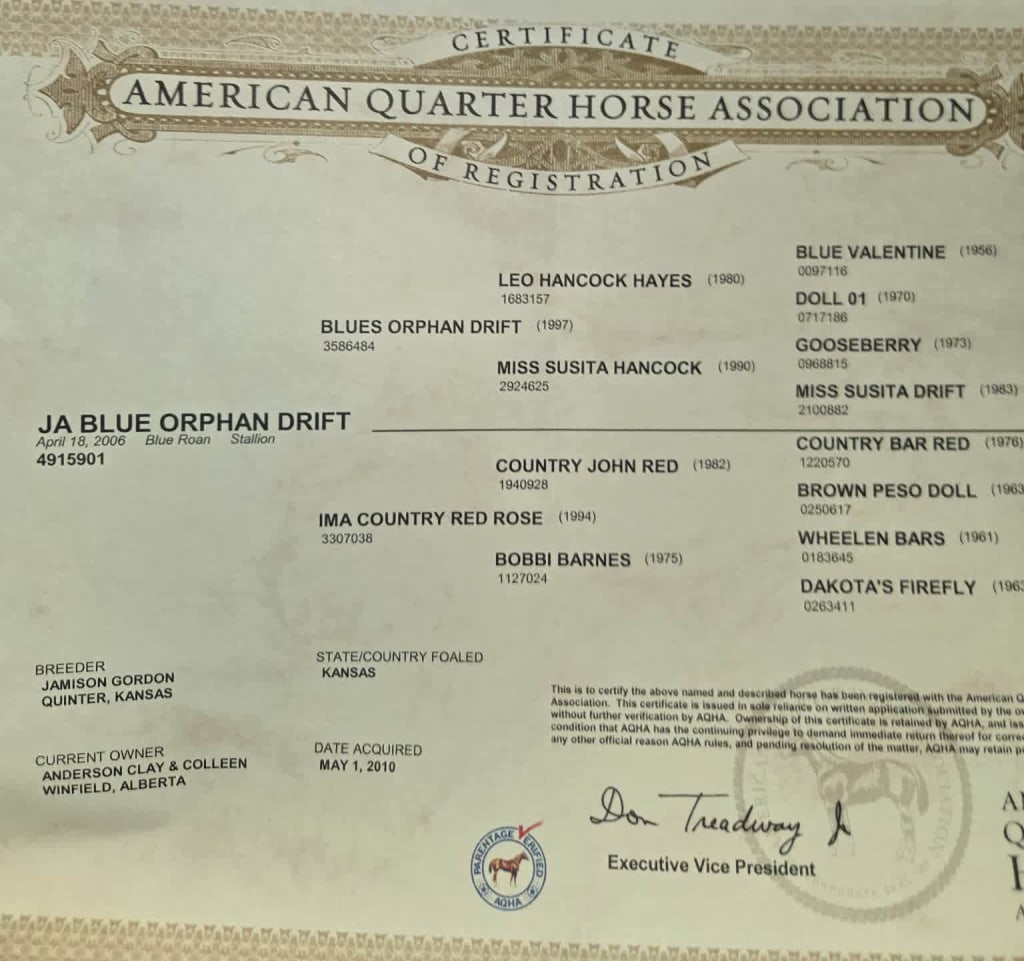 CERTIFICATE
AMERICAN QUARTER HORSE ASSOCIATION
OF REGISTRATION
BLUE VALENTINE (1956)
0097116
LEO HANCOCK HAYES (1980)
1683157
DOLL 01 (1970)
0717186
BLUES ORPHAN DRIFT (1997)
3586484
GOOSEBERRY (1973)
0968815
MISS SUSITA HANCOCK (1990)
2924625
MISS SUSITA DRIFT (1983)
2100882
JA BLUE ORPHAN DRIFT
April 18, 2006 Blue Roan Stallion
4915901
COUNTRY BAR RED (1976)
1220570
COUNTRY JOHN RED (1982)
1940928
BROWN PESO DOLL (1963
0250617
IMA COUNTRY RED ROSE (1994)
3307038
WHEELEN BARS (1961)
0183645
BOBBI BARNES (1975)
1127024
DAKOTA'S FIREFLY (1963
0263411
BREEDER
JAMISON GORDON
QUINTER, KANSAS
STATE/COUNTRY FOALED
KANSAS
CURRENT OWNER
ANDERSON CLAY & COLLEEN
WINFIELD, ALBERTA
DATE ACQUIRED
MAY 1, 2010
This is to certify the above named and described horse has been registered with the American Q
Association. This certificate is issued in sole reliance on written application submitted by the ow
without further verification by AQHA. Ownership of this certificate is retained by AQHA, and iss
condition that AQHA has the continuing privilege to demand immediate return thereof for corre
any other official reason AQHA rules, and pending resolution of the matter, AQHA may retain p
Don Treadway Jr
Executive Vice President
PARENTAGE VERIFIED
AQHA